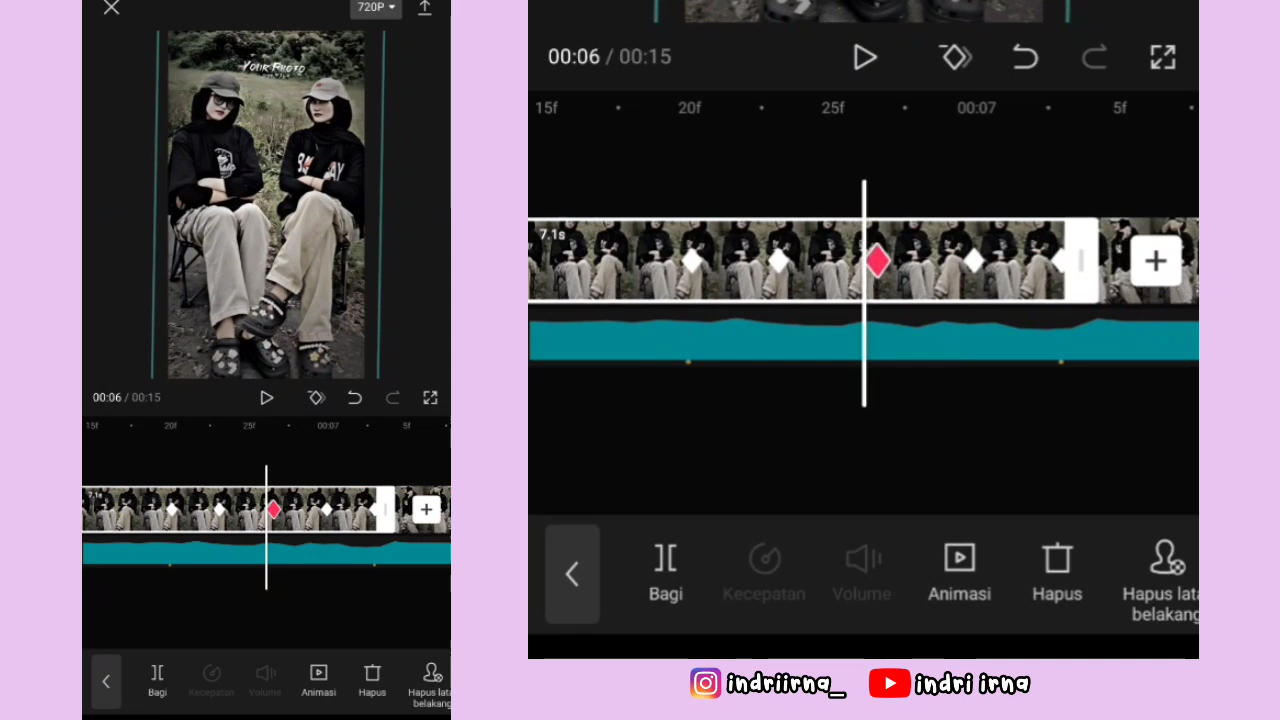 720P
YOUR PHOTO
00:06 / 00:15
15f 20f 25f 00:07 5f
7.1s
Bagi Kecepatan Volume Animasi Hapus Hapus lata
belakang
00:06 / 00:15
15f 20f 25f 00:07 5f
7.1s
Bagi Kecepatan Volume Animasi Hapus Hapus lata
belakang
indriirna_ indri irna